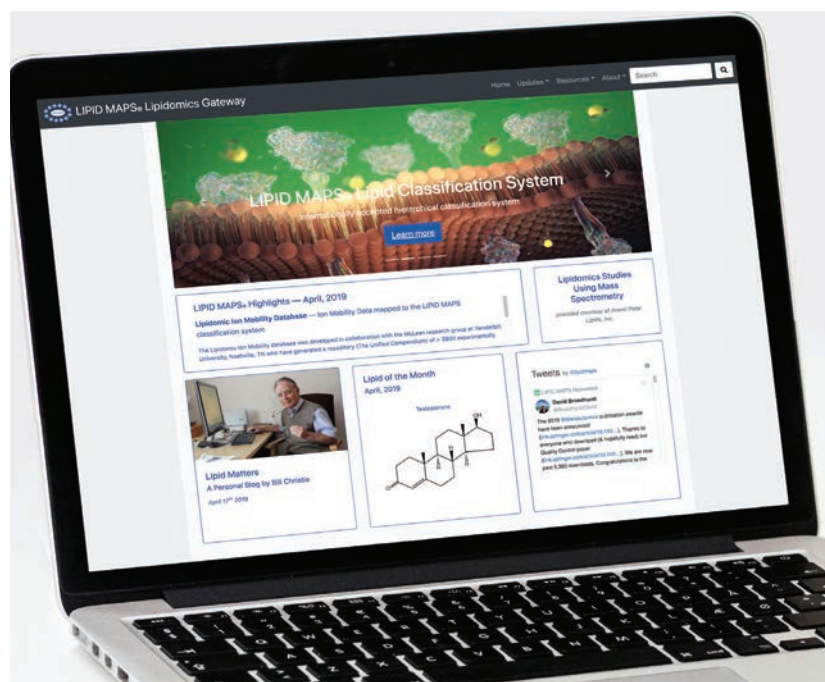 LIPID MAPS® Lipidomics Gateway
Home Updates Resources About Search
LIPID MAPS® Lipid Classification System
Internationally accepted hierarchical classification system
Learn more
LIPID MAPS® Highlights — April, 2019
Lipidomic Ion Mobility Database — Ion Mobility Data mapped to the LIPID MAPS
classification system
The Lipidomic Ion Mobility database was developed in collaboration with the McLean research group at Vanderbilt
University, Nashville, TN who have generated a repository (The Unified Compendium) of > 3800 experimentally
Lipidomics Studies
Using Mass
Spectrometry
provided courtesy of Avanti Polar
Lipids, Inc.
Lipid Matters
A Personal Blog by Bill Christie
April 17th 2019
Lipid of the Month
April, 2019
Testosterone
OH
H
H
H
O
Tweets by @lipidmaps
LIPID MAPS Retweeted
David Broadhurst
The 2019
publication awards
have been announced
Thanks to
everyone who download (& hopefully read) our
Quality Control paper
We are now
past 5,300 downloads. Congratulations to the